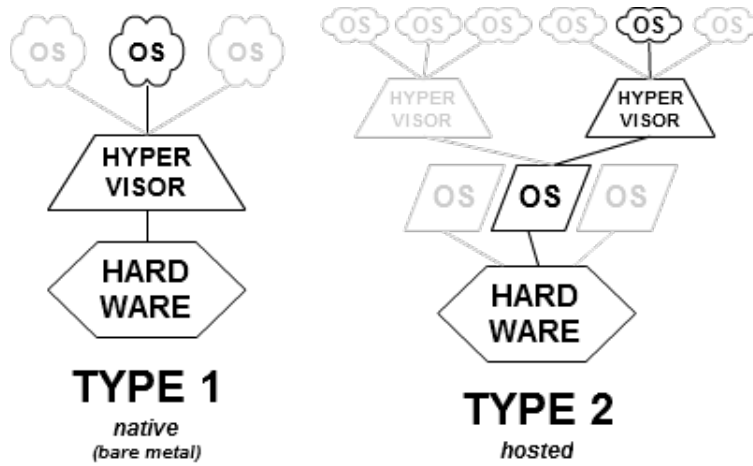 OS OS OS
HYPER
VISOR
HARD
WARE
TYPE 1
native
(bare metal)
OS OS OS OS OS OS
HYPER
VISOR
HYPER
VISOR
OS OS OS
HARD
WARE
TYPE 2
hosted